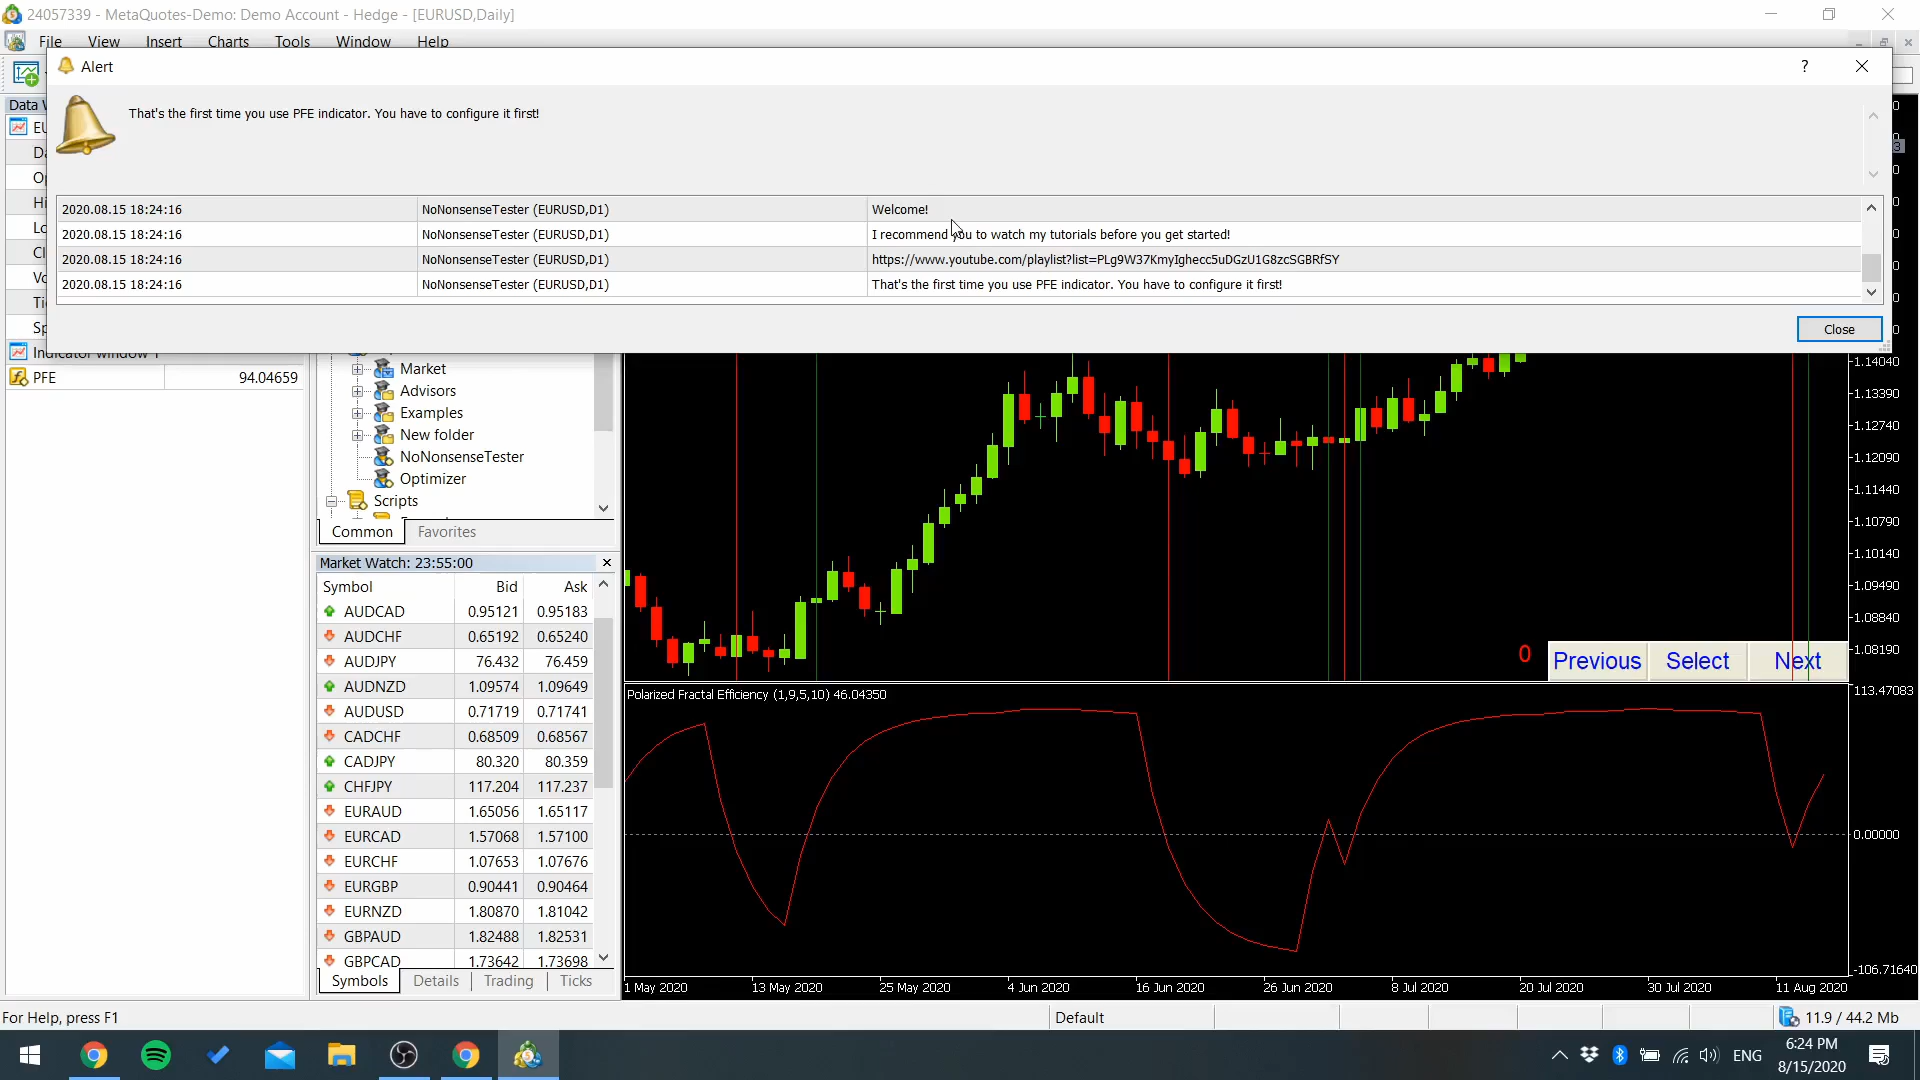 24057339 - MetaQuotes-Demo: Demo Account - Hedge - [EURUSD,Daily]
File View Insert Charts Tools Window Help
Alert
?
That's the first time you use PFE indicator. You have to configure it first!
2020.08.15 18:24:16 NoNonsenseTester (EURUSD,D1) Welcome!
2020.08.15 18:24:16 NoNonsenseTester (EURUSD,D1) I recommend you to watch my tutorials before you get started!
2020.08.15 18:24:16 NoNonsenseTester (EURUSD,D1) https://www.youtube.com/playlist?list=PLg9W37KmyIghecc5uDGzU1G8zcSGBRfSY
2020.08.15 18:24:16 NoNonsenseTester (EURUSD,D1) That's the first time you use PFE indicator. You have to configure it first!
Close
Data
Indicator window 1
PFE 94.04659
Market
Advisors
Examples
New folder
NoNonsenseTester
Optimizer
Scripts
Common Favorites
Market Watch: 23:55:00
Symbol Bid Ask
AUDCAD 0.95121 0.95183
AUDCHF 0.65192 0.65240
AUDJPY 76.432 76.459
AUDNZD 1.09574 1.09649
AUDUSD 0.71719 0.71741
CADCHF 0.68509 0.68567
CADJPY 80.320 80.359
CHFJPY 117.204 117.237
EURAUD 1.65056 1.65117
EURCAD 1.57068 1.57100
EURCHF 1.07653 1.07676
EURGBP 0.90441 0.90464
EURNZD 1.80870 1.81042
GBPAUD 1.82488 1.82531
GBPCAD 1.73642 1.73698
Symbols Details Trading Ticks
1.14040
1.13390
1.12740
1.12090
1.11440
1.10790
1.10140
1.09490
1.08840
1.08190
0 Previous Select Next
Polarized Fractal Efficiency (1,9,5,10) 46.04350
113.47083
0.00000
-106.71640
1 May 2020 13 May 2020 25 May 2020 4 Jun 2020 16 Jun 2020 26 Jun 2020 8 Jul 2020 20 Jul 2020 30 Jul 2020 11 Aug 2020
For Help, press F1 Default 11.9 / 44.2 Mb
ENG
6:24 PM
8/15/2020